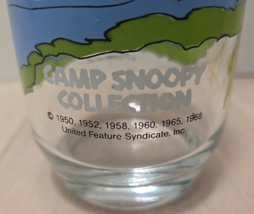 CAMP SNOOPY
COLLECTION
© 1950, 1952, 1958, 1960, 1965, 1968
United Feature Syndicate, Inc.